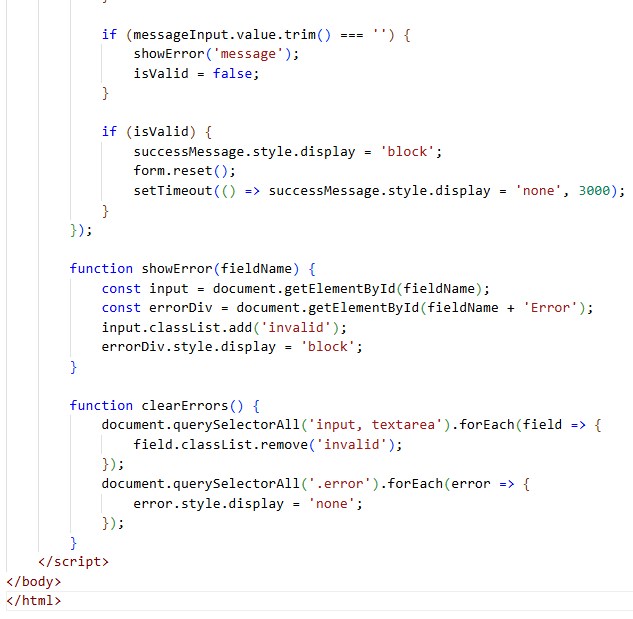 }
if (messageInput.value.trim() === '') {
showError('message');
isValid = false;
}
if (isValid) {
successMessage.style.display = 'block';
form.reset();
setTimeout(() => successMessage.style.display = 'none', 3000);
}
});
function showError(fieldName) {
const input = document.getElementById(fieldName);
const errorDiv = document.getElementById(fieldName + 'Error');
input.classList.add('invalid');
errorDiv.style.display = 'block';
}
function clearErrors() {
document.querySelectorAll('input, textarea').forEach(field => {
field.classList.remove('invalid');
});
document.querySelectorAll('.error').forEach(error => {
error.style.display = 'none';
});
}
</script>
</body>
</html>